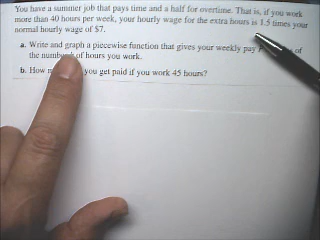 You have a summer job that pays time and a half for overtime. That is, if you work
more than 40 hours per week, your hourly wage for the extra hours is 1.5 times your
normal hourly wage of $7.
a. Write and graph a piecewise function that gives your weekly pay P of
the number of hours you work.
b. How you get paid if you work 45 hours?